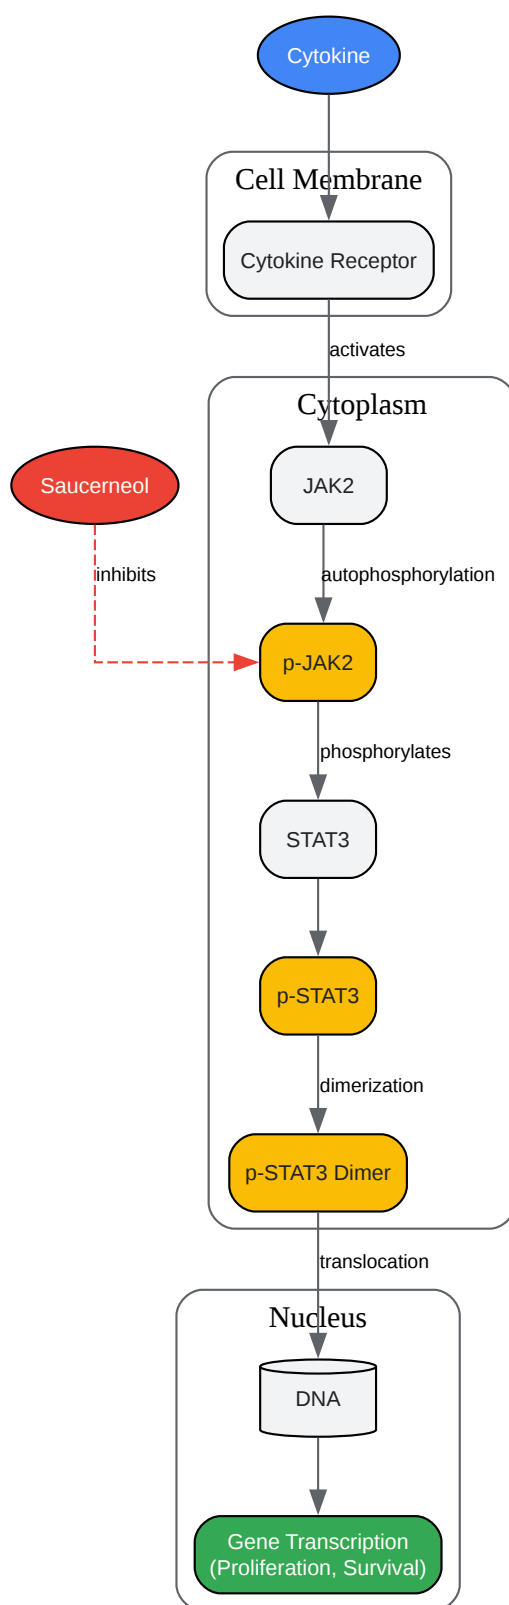 Cytokine
Cell Membrane
Cytokine Receptor
activates
Cytoplasm
Saucerneol
JAK2
inhibits
autophosphorylation
p-JAK2
phosphorylates
STAT3
p-STAT3
dimerization
p-STAT3 Dimer
translocation
Nucleus
DNA
Gene Transcription
(Proliferation, Survival)